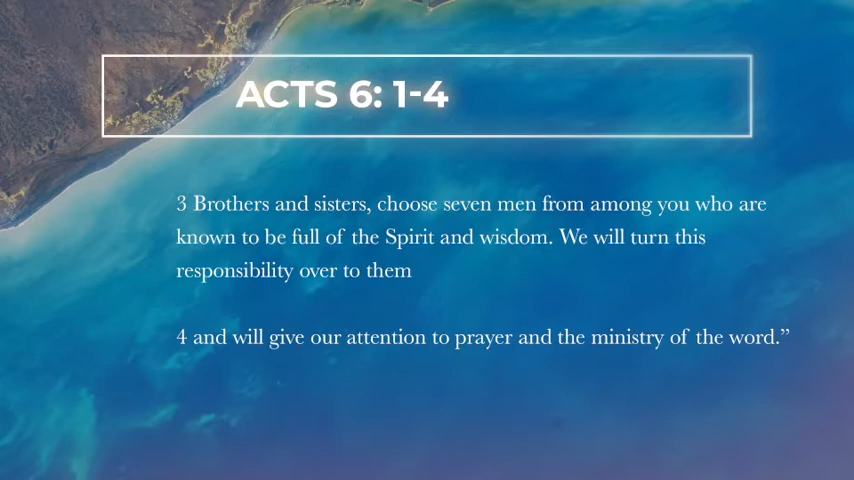 ACTS 6: 1-4
3 Brothers and sisters, choose seven men from among you who are
known to be full of the Spirit and wisdom. We will turn this
responsibility over to them
4 and will give our attention to prayer and the ministry of the word.”